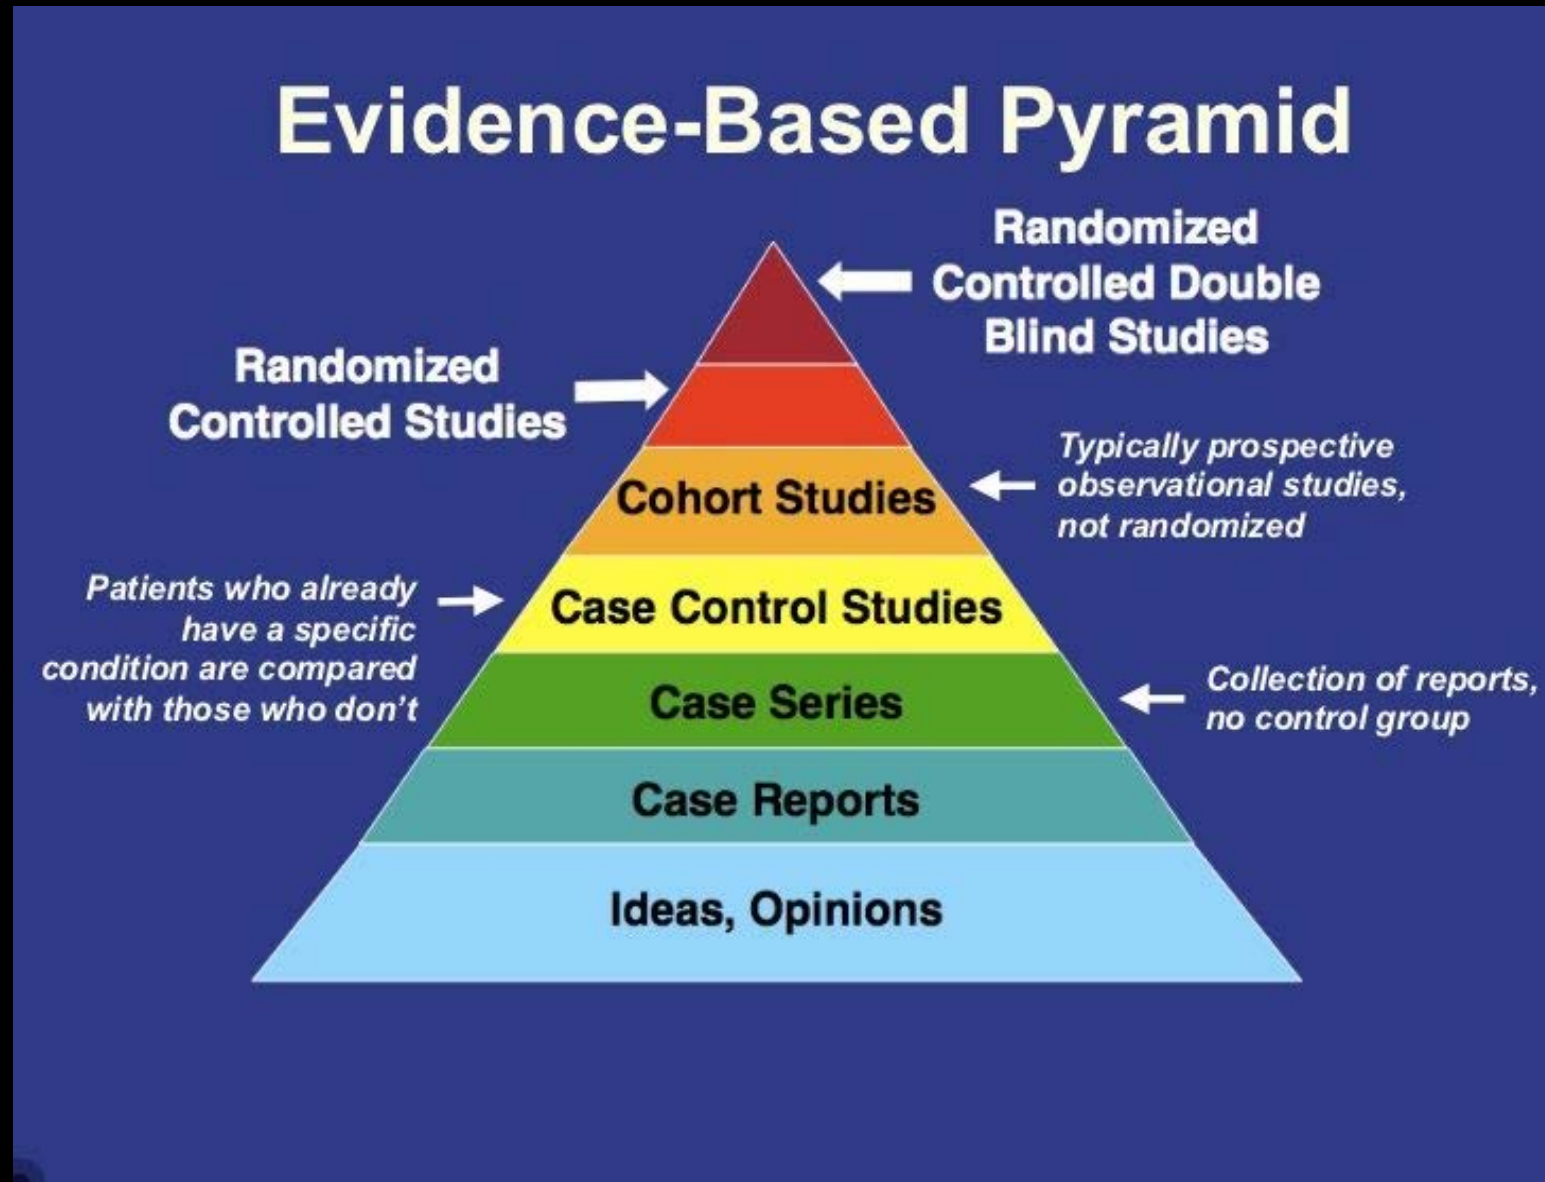 Evidence-Based Pyramid
Randomized
Controlled Double
Blind Studies
Randomized
Controlled Studies
Cohort Studies
Typically prospective
observational studies,
not randomized
Patients who already
have a specific
condition are compared
with those who don't
Case Control Studies
Case Series
Collection of reports,
no control group
Case Reports
Ideas, Opinions